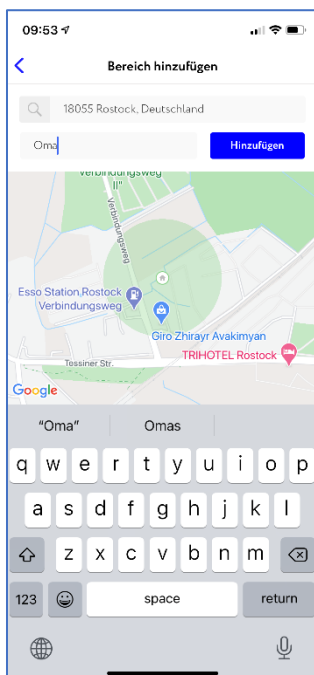 09:53
Bereich hinzufügen
18055 Rostock, Deutschland
Oma
Hinzufügen
Verbindungsweg
II"
Verbindungsweg
Esso Station Rostock
Verbindungsweg
Giro Zhirayr Avakimyan
TRIHOTEL Rostock
Tessiner Str.
Google
"Oma" Omas
q w e r t y u i o p
a s d f g h j k l
z x c v b n m
123 space return